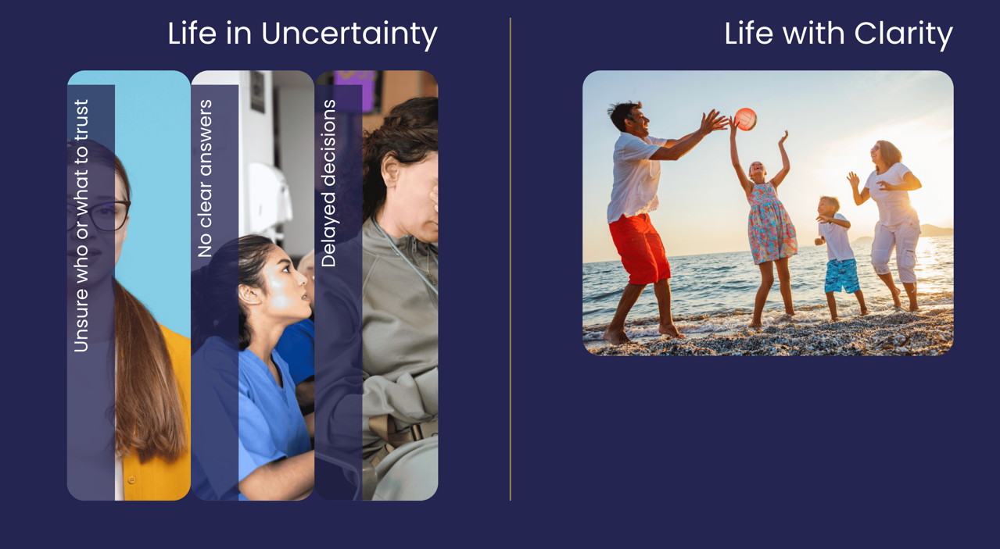 Life in Uncertainty
Unsure who or what to trust
No clear answers
Delayed decisions
Life with Clarity